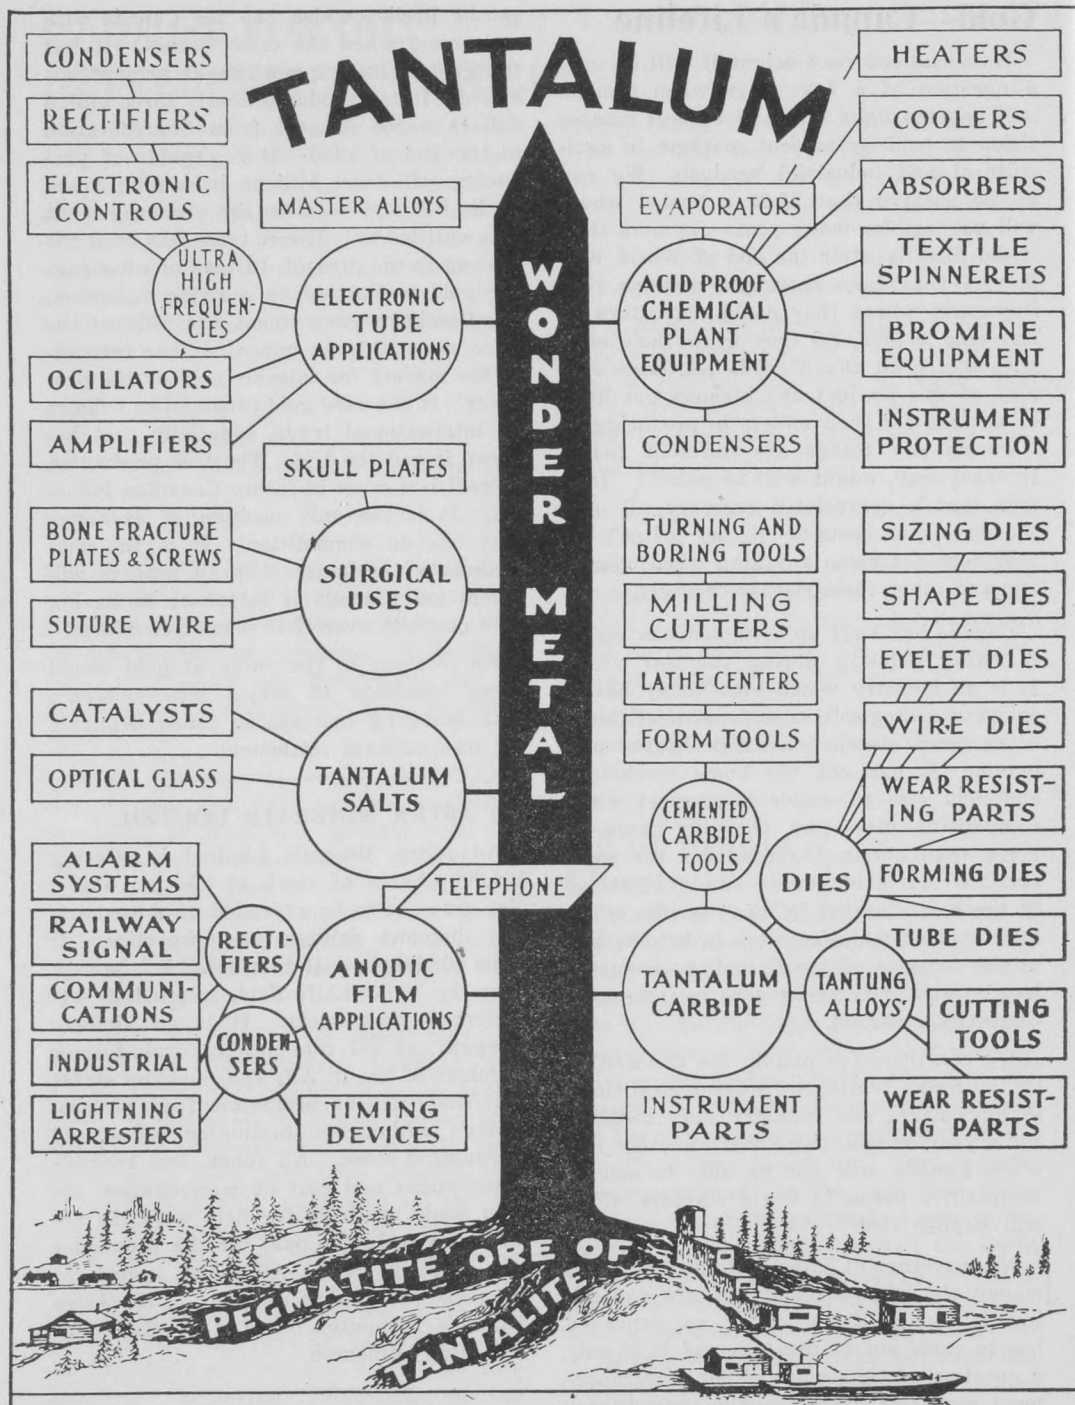 TANTALUM
WONDER METAL
CONDENSERS
RECTIFIERS
ELECTRONIC
CONTROLS
ULTRA
HIGH
FREQUEN-
CIES
OCILLATORS
AMPLIFIERS
MASTER ALLOYS
ELECTRONIC
TUBE
APPLICATIONS
SKULL PLATES
BONE FRACTURE
PLATES & SCREWS
SUTURE WIRE
SURGICAL
USES
CATALYSTS
OPTICAL GLASS
TANTALUM
SALTS
ALARM
SYSTEMS
RAILWAY
SIGNAL
COMMUNI-
CATIONS
INDUSTRIAL
LIGHTNING
ARRESTERS
TELEPHONE
RECTI-
FIERS
ANODIC
FILM
APPLICATIONS
CONDEN-
SERS
TIMING
DEVICES
EVAPORATORS
HEATERS
COOLERS
ABSORBERS
TEXTILE
SPINNERETS
BROMINE
EQUIPMENT
INSTRUMENT
PROTECTION
ACID PROOF
CHEMICAL
PLANT
EQUIPMENT
CONDENSERS
TURNING AND
BORING TOOLS
MILLING
CUTTERS
LATHE CENTERS
FORM TOOLS
CEMENTED
CARBIDE
TOOLS
SIZING DIES
SHAPE DIES
EYELET DIES
WIRE DIES
WEAR RESIST-
ING PARTS
FORMING DIES
TUBE DIES
DIES
TANTALUM
CARBIDE
TANTUNG
ALLOYS
CUTTING
TOOLS
WEAR RESIST-
ING PARTS
INSTRUMENT
PARTS
PEGMATITE ORE OF
TANTALITE